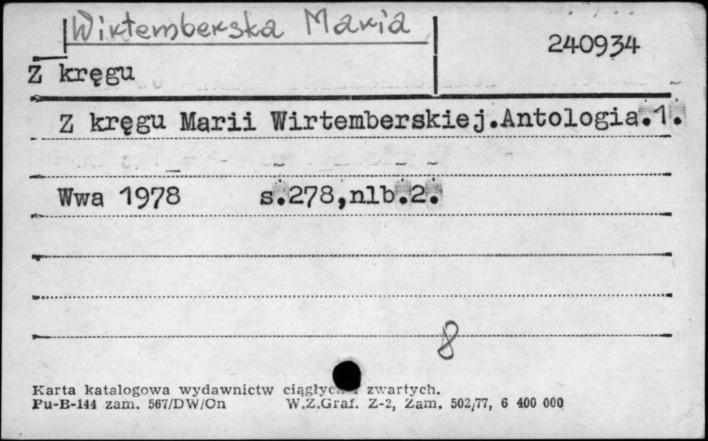 Wirtemberska Maria
240934
Z kręgu
Z kręgu Marii Wirtemberskiej.Antologia.1.
Wwa 1978 s.278,nlb.2.
8
Karta katalogowa wydawnictw zwartych.
Pu-B-144 zam. 567/DW/On W.Z.Graf. Z-2, Zam. 502/77, 6 400 000